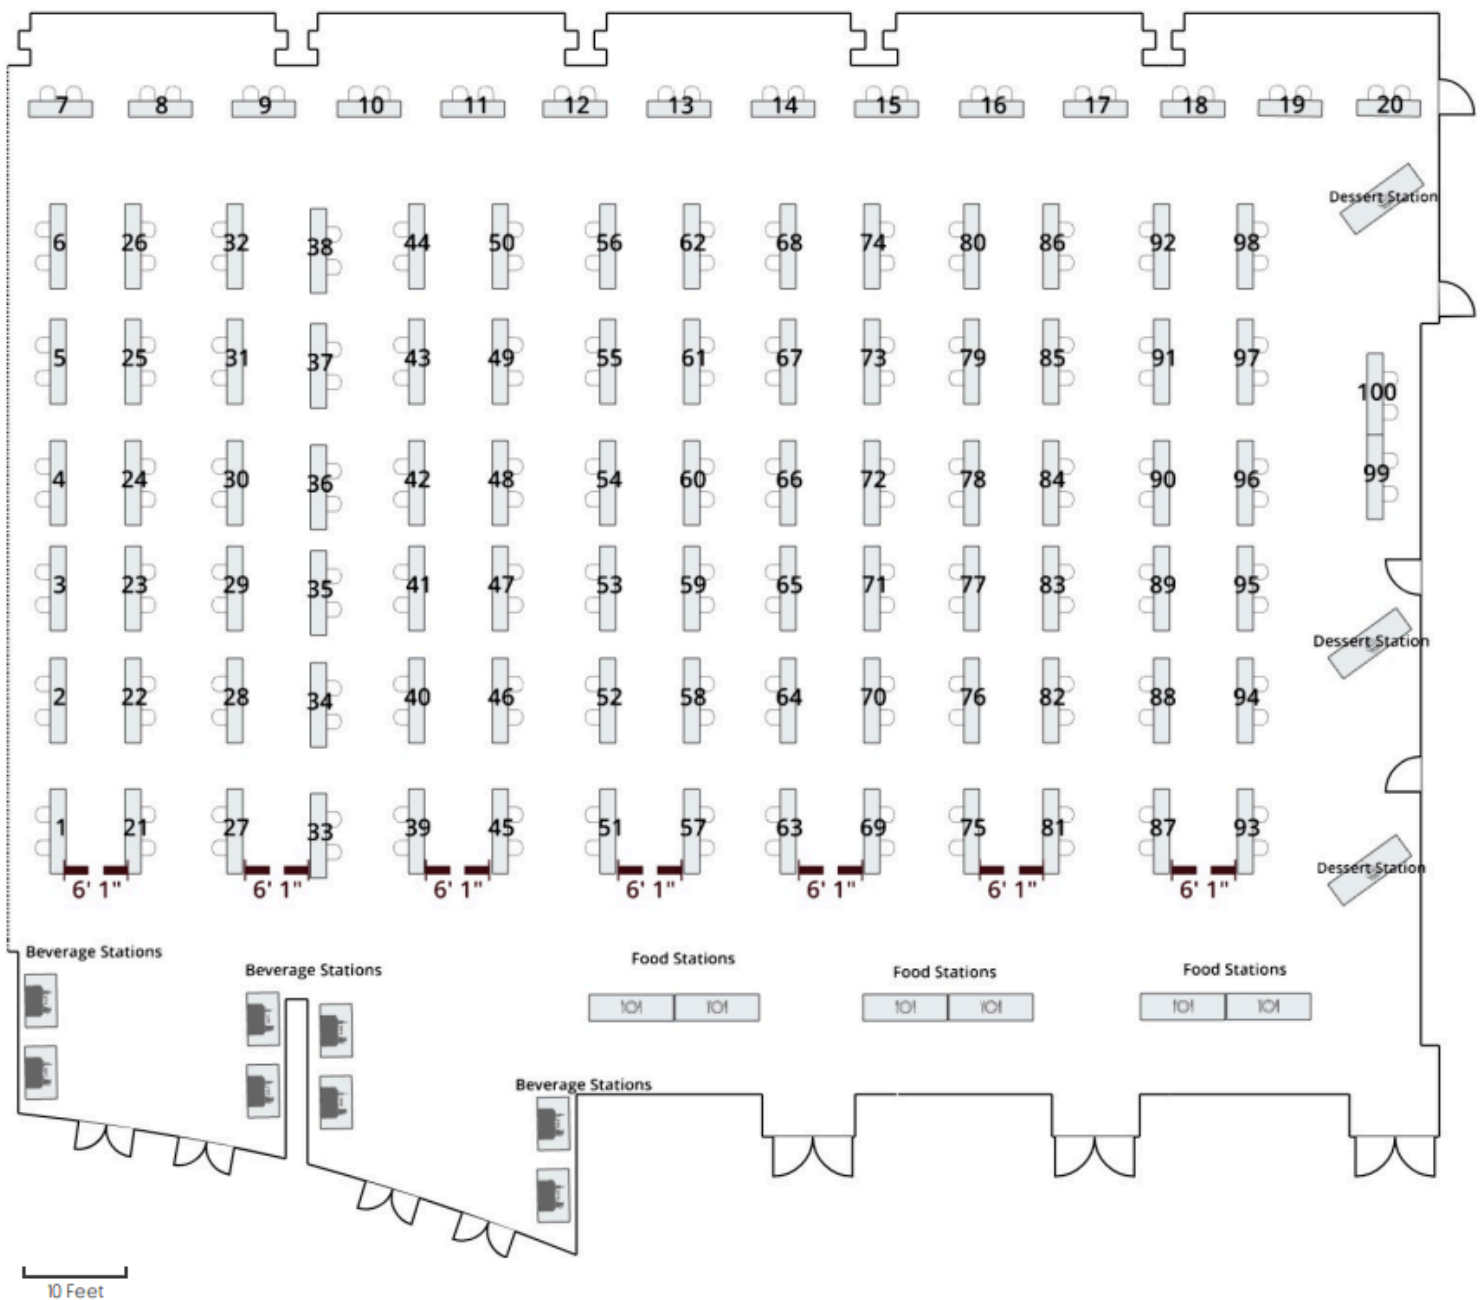 7 8 9 10 11 12 13 14 15 16 17 18 19 20
Dessert Station
6 26 32 38 44 50 56 62 68 74 80 86 92 98
5 25 31 37 43 49 55 61 67 73 79 85 91 97
100
4 24 30 36 42 48 54 60 66 72 78 84 90 96
99
3 23 29 35 41 47 53 59 65 71 77 83 89 95
Dessert Station
2 22 28 34 40 46 52 58 64 70 76 82 88 94
1 21 27 33 39 45 51 57 63 69 75 81 87 93
Dessert Station
6' 1" 6' 1" 6' 1" 6' 1" 6' 1" 6' 1" 6' 1"
Beverage Stations
Beverage Stations
Food Stations
Food Stations
Food Stations
Beverage Stations
10 Feet